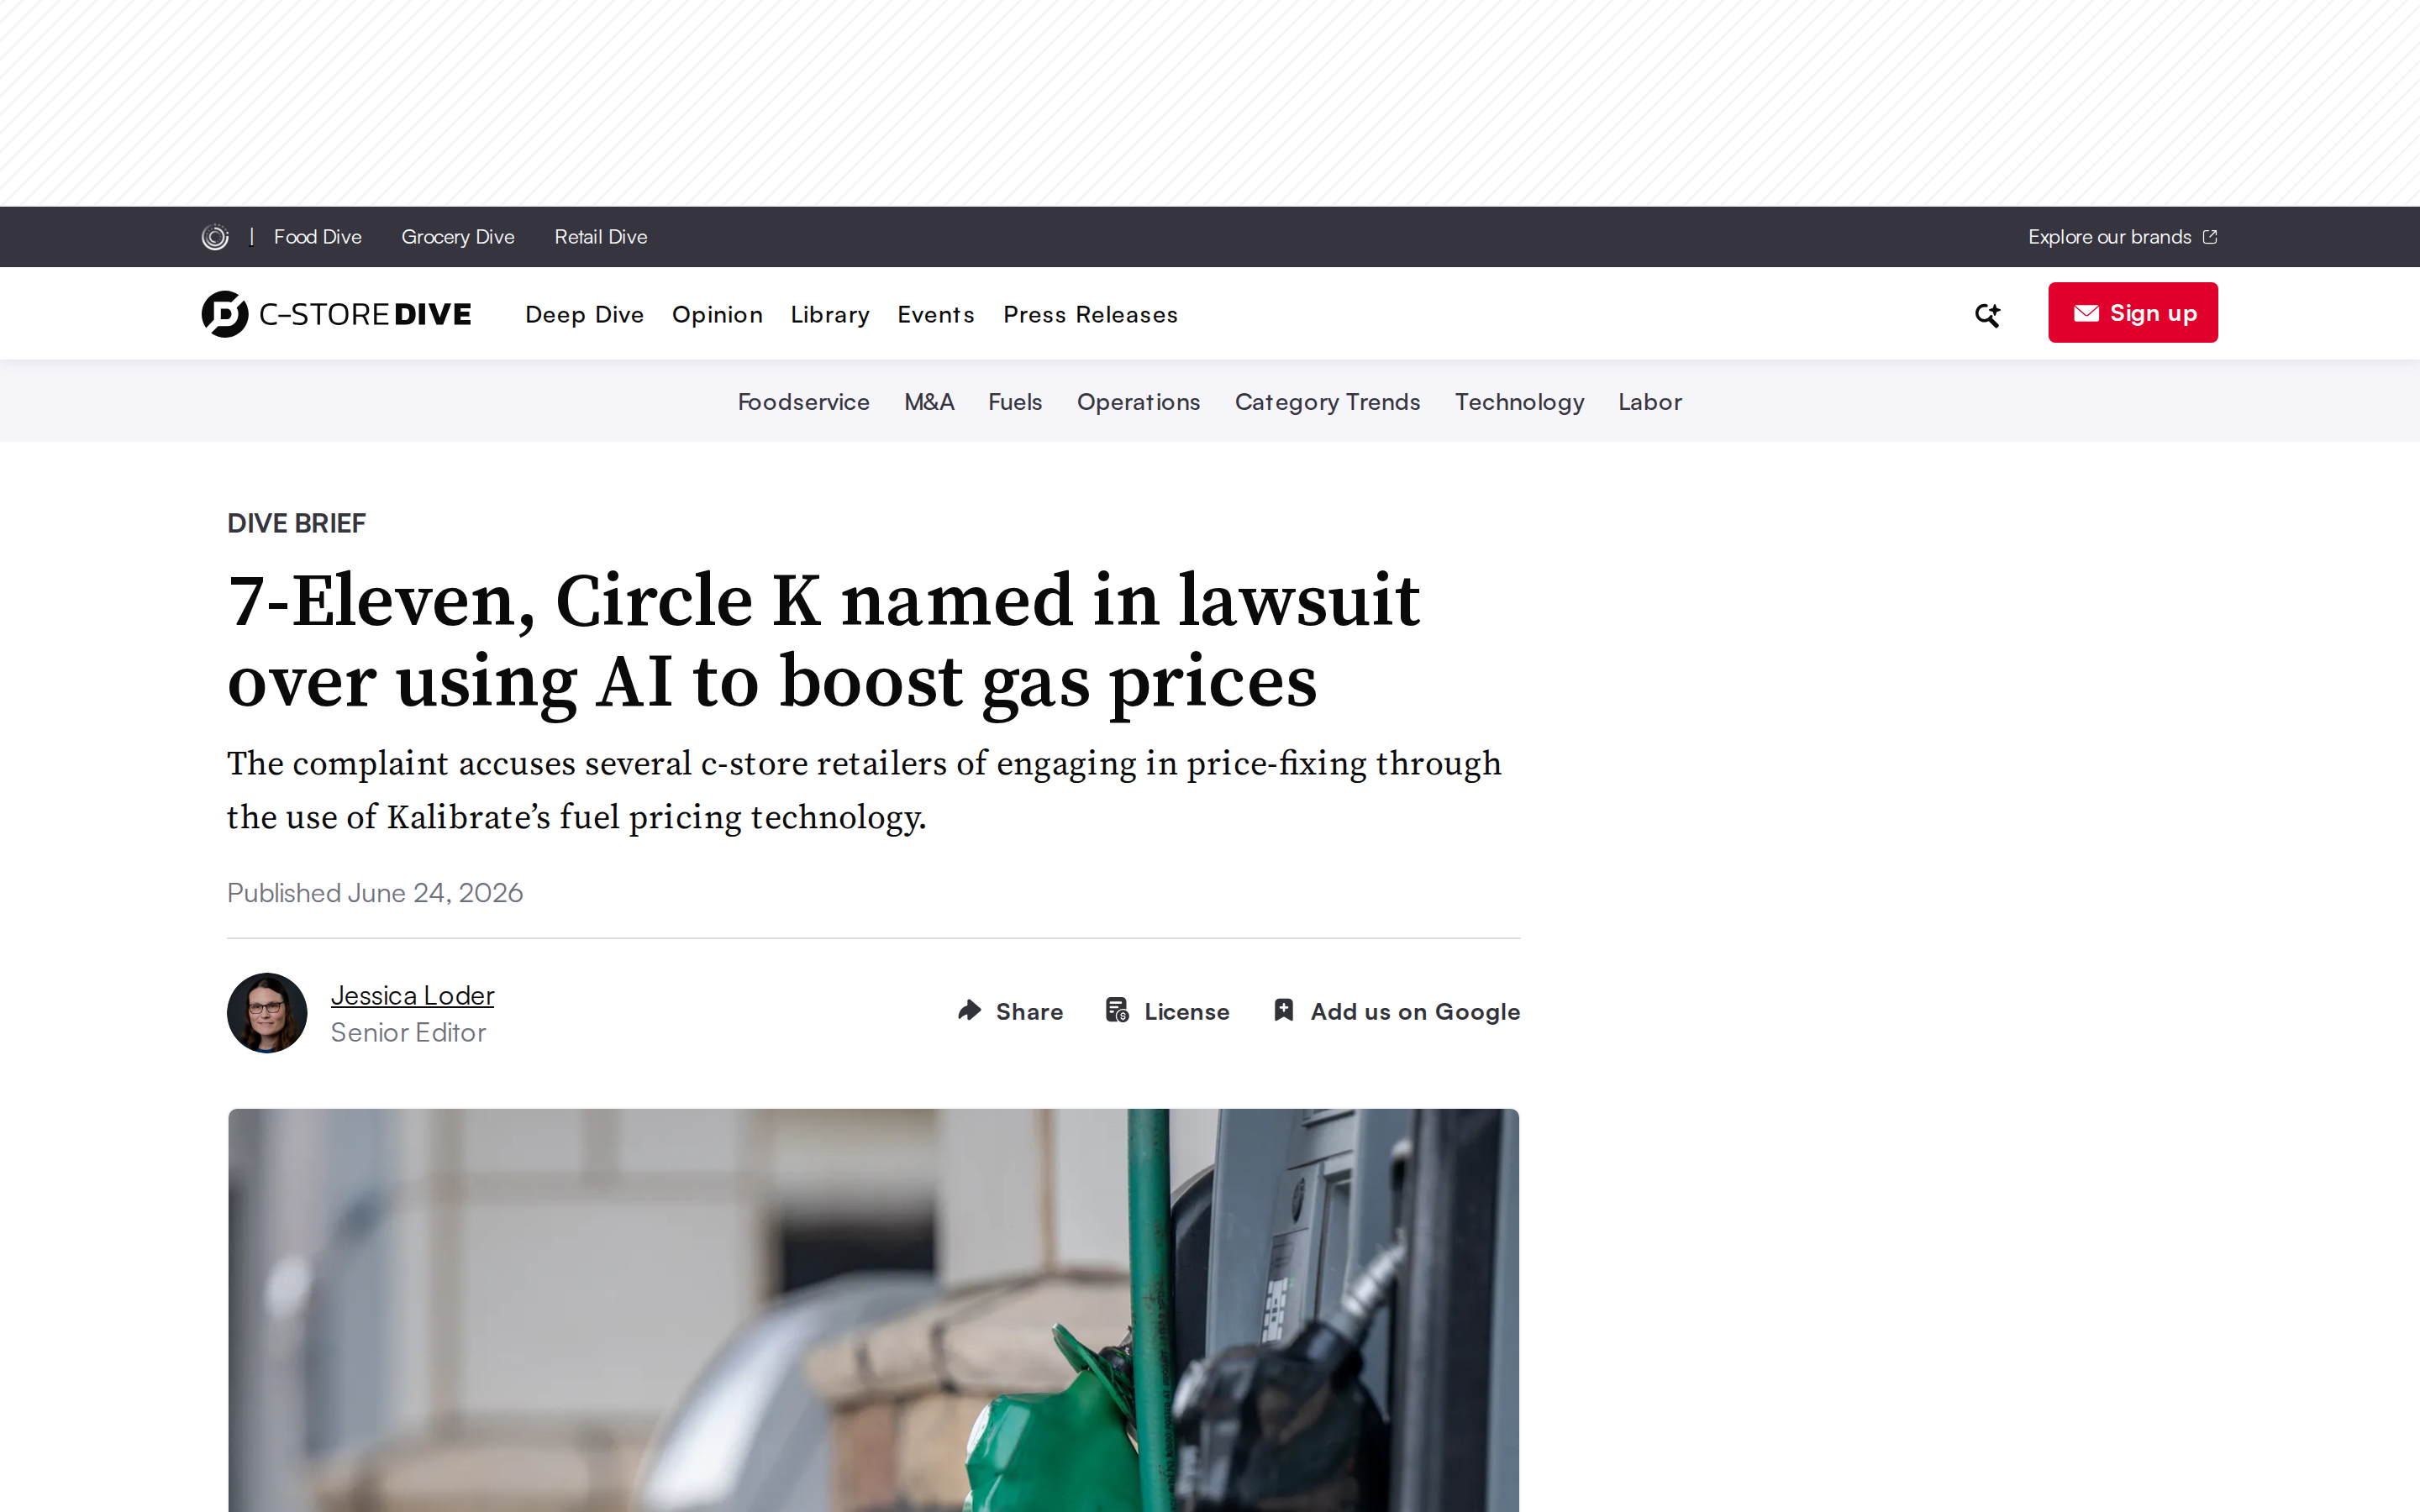 | Food Dive Grocery Dive Retail Dive Explore our brands
C-STORE DIVE Deep Dive Opinion Library Events Press Releases Sign up
Foodservice M&A Fuels Operations Category Trends Technology Labor
DIVE BRIEF
7-Eleven, Circle K named in lawsuit
over using AI to boost gas prices
The complaint accuses several c-store retailers of engaging in price-fixing through
the use of Kalibrate’s fuel pricing technology.
Published June 24, 2026
Jessica Loder
Senior Editor
Share License Add us on Google